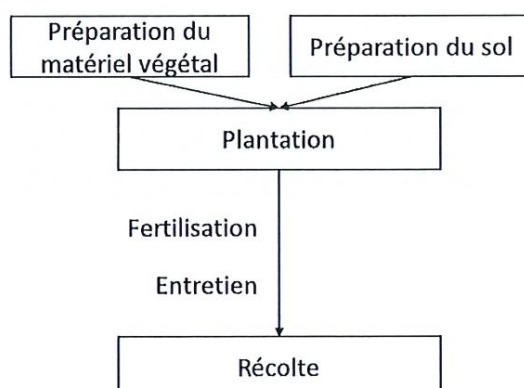 Préparation du
matériel végétal
Préparation du sol
Plantation
Fertilisation
Entretien
Récolte